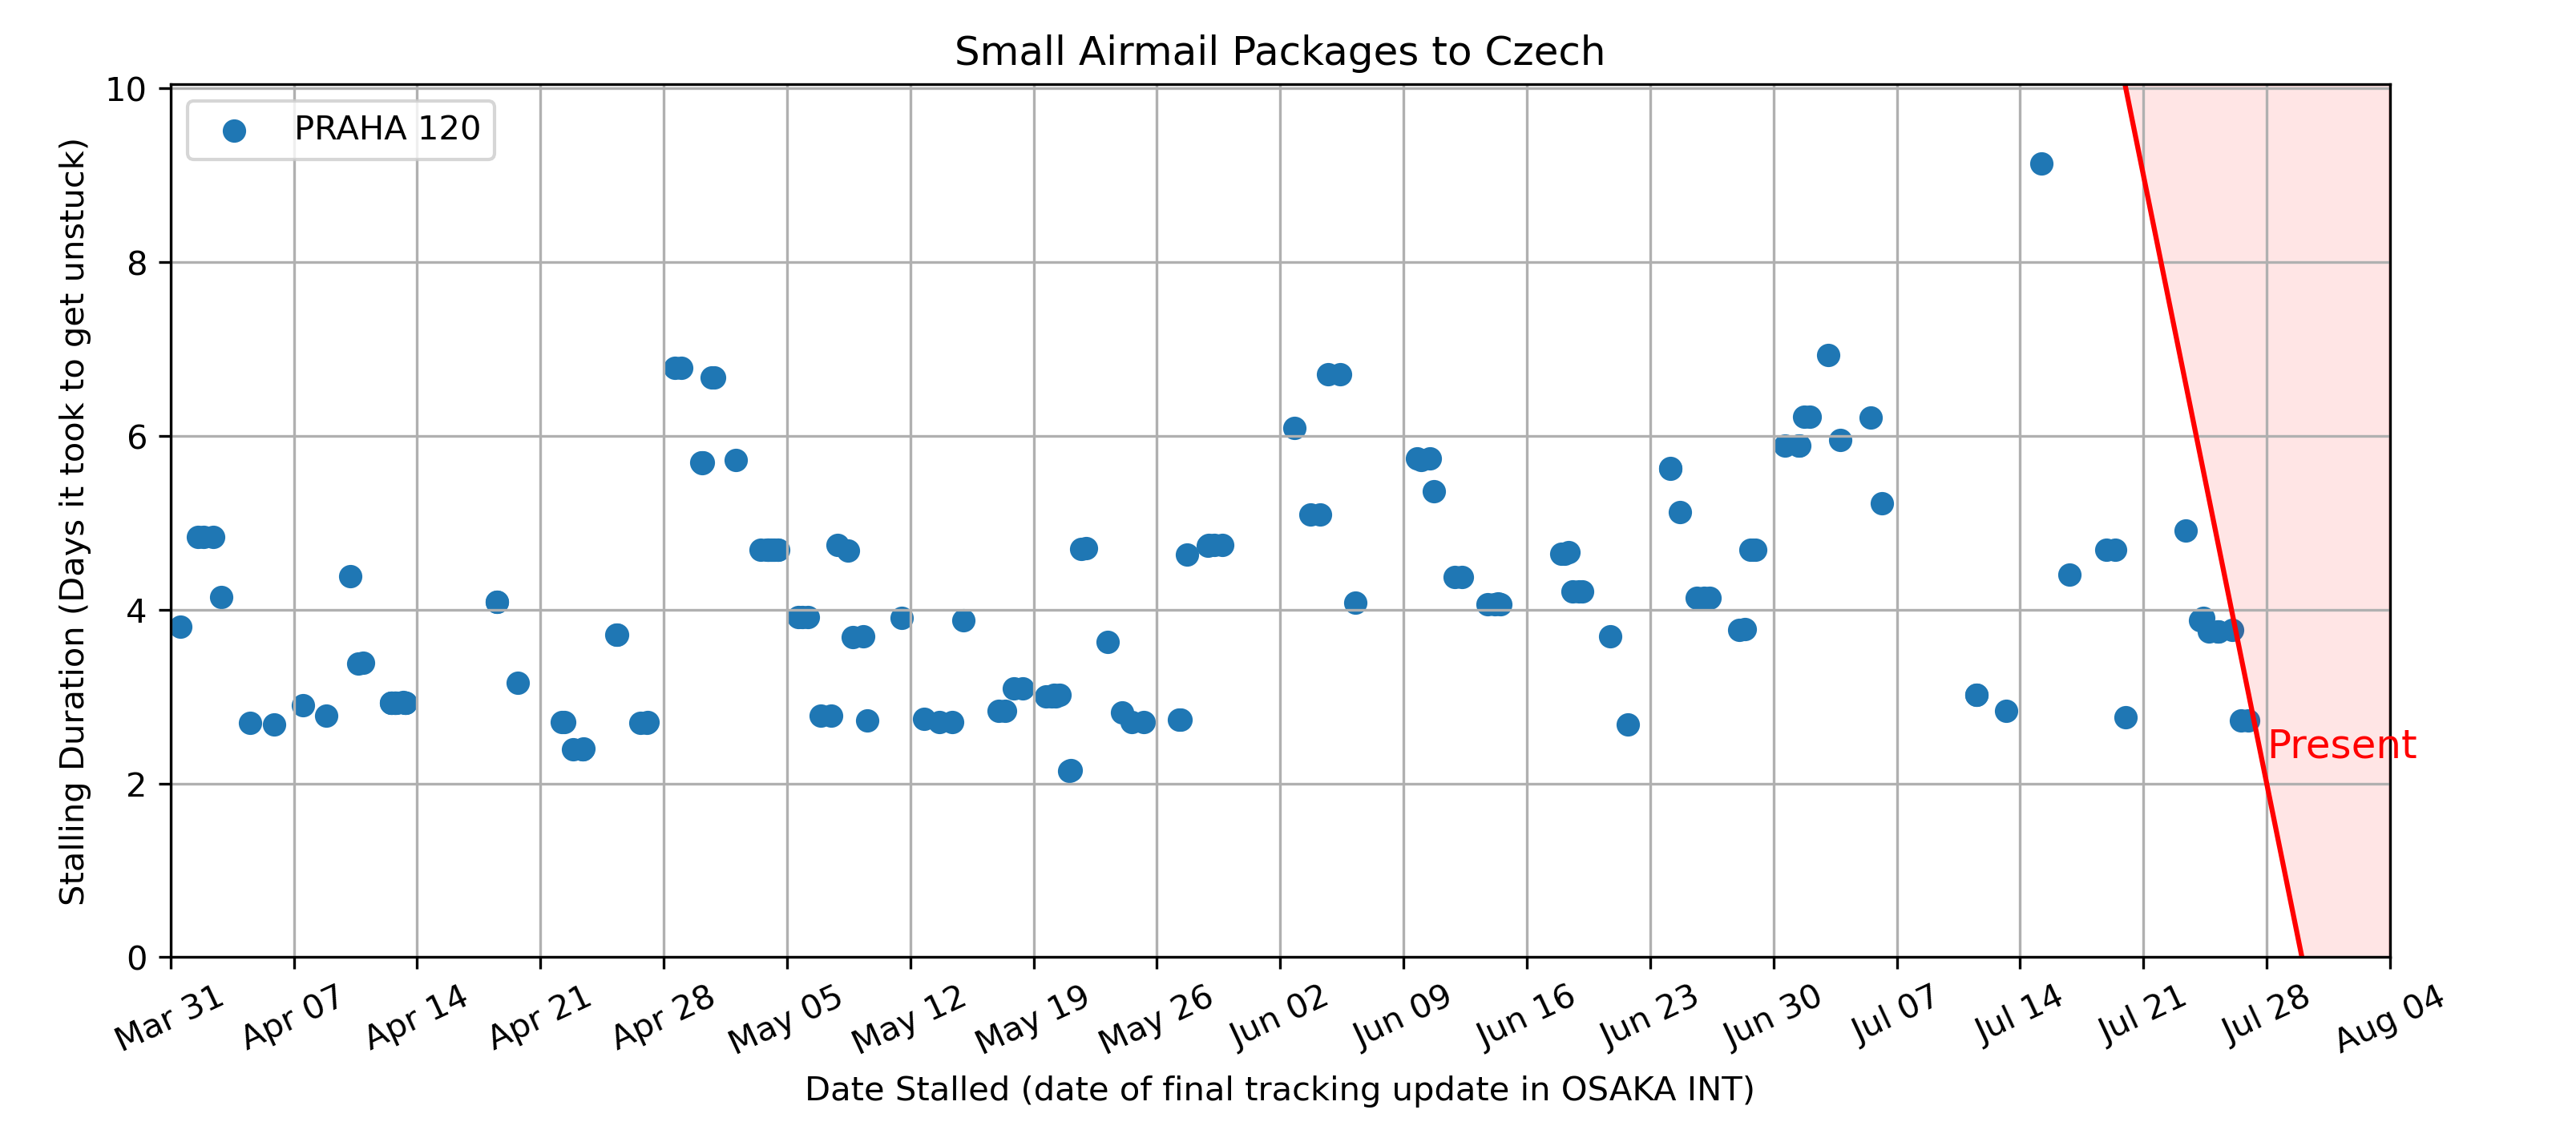 Small Airmail Packages to Czech
PRAHA 120
Stalling Duration (Days it took to get unstuck)
10
8
6
4
2
0
Present
Mar 31 Apr 07 Apr 14 Apr 21 Apr 28 May 05 May 12 May 19 May 26 Jun 02 Jun 09 Jun 16 Jun 23 Jun 30 Jul 07 Jul 14 Jul 21 Jul 28 Aug 04
Date Stalled (date of final tracking update in OSAKA INT)